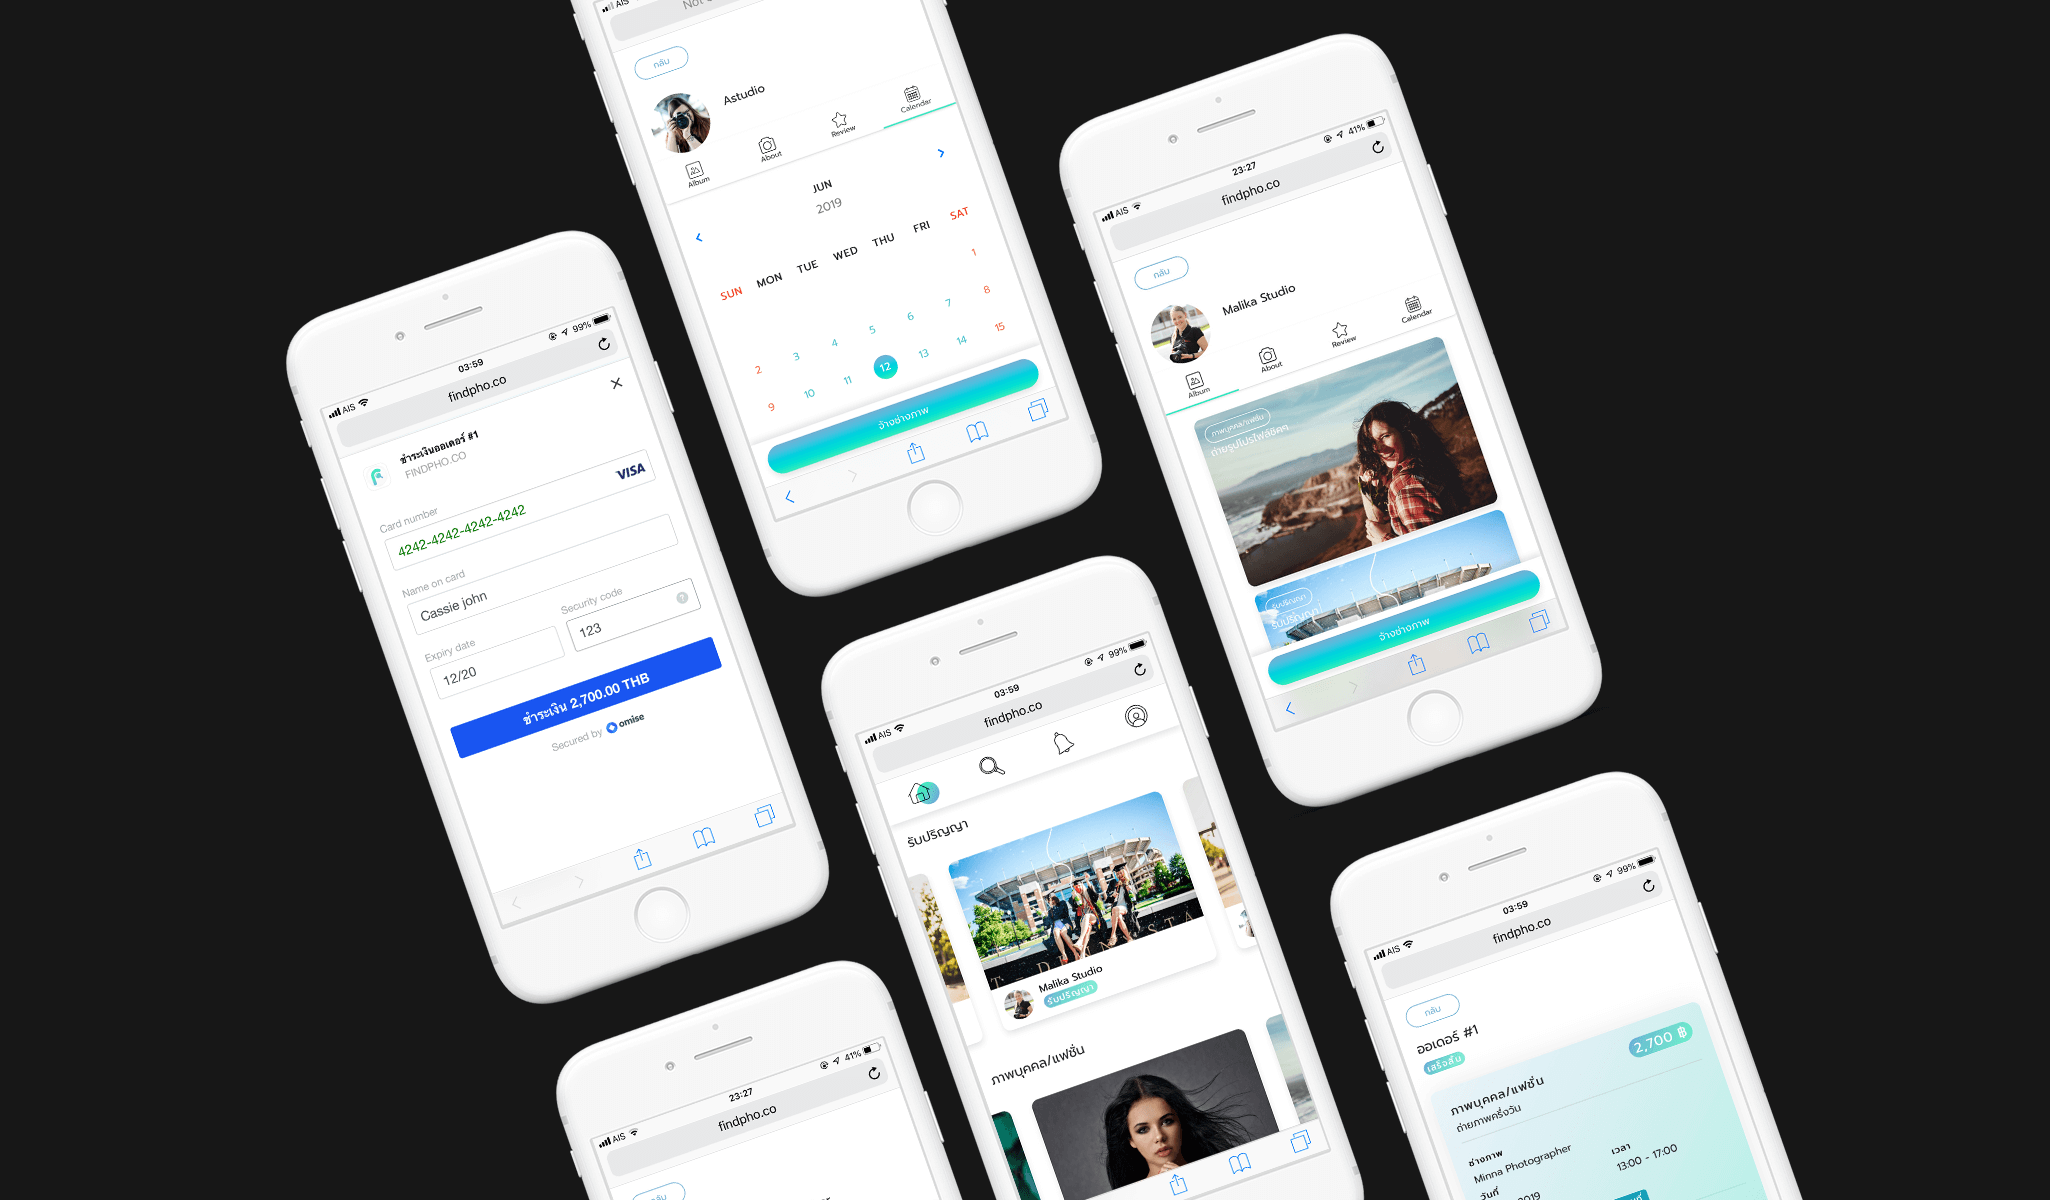 AIS
กลับ
Astudio
Album
About
Review
Calendar
JUN
2019
SUN MON TUE WED THU FRI SAT
1
2 3 4 5 6 7 8
9 10 11 12 13 14 15
จ้างช่างภาพ
AIS 23:27 41%
findpho.co
กลับ
Malika Studio
Album
About
Review
Calendar
ภาพบุคคล/แฟชั่น
ถ่ายรูปโปรไฟล์ชิคๆ
รับปริญญา
รับปริญญา
จ้างช่างภาพ
AIS 03:59 99%
findpho.co
ชำระเงินออเดอร์ #1
FINDPHO.CO
Card number
4242-4242-4242-4242
VISA
Name on card
Cassie john
Expiry date
12/20
Security code
123
ชำระเงิน 2,700.00 THB
Secured by omise
AIS 03:59 99%
findpho.co
รับปริญญา
Malika Studio
รับปริญญา
ภาพบุคคล/แฟชั่น
AIS 23:27 41%
findpho.co
กลับ
AIS 03:59 99%
findpho.co
กลับ
ออเดอร์ #1
เสร็จสิ้น
2,700 ฿
ภาพบุคคล/แฟชั่น
ถ่ายภาพครึ่งวัน
ช่างภาพ
Minna Photographer
เวลา
13:00 - 17:00
วันที่
2019